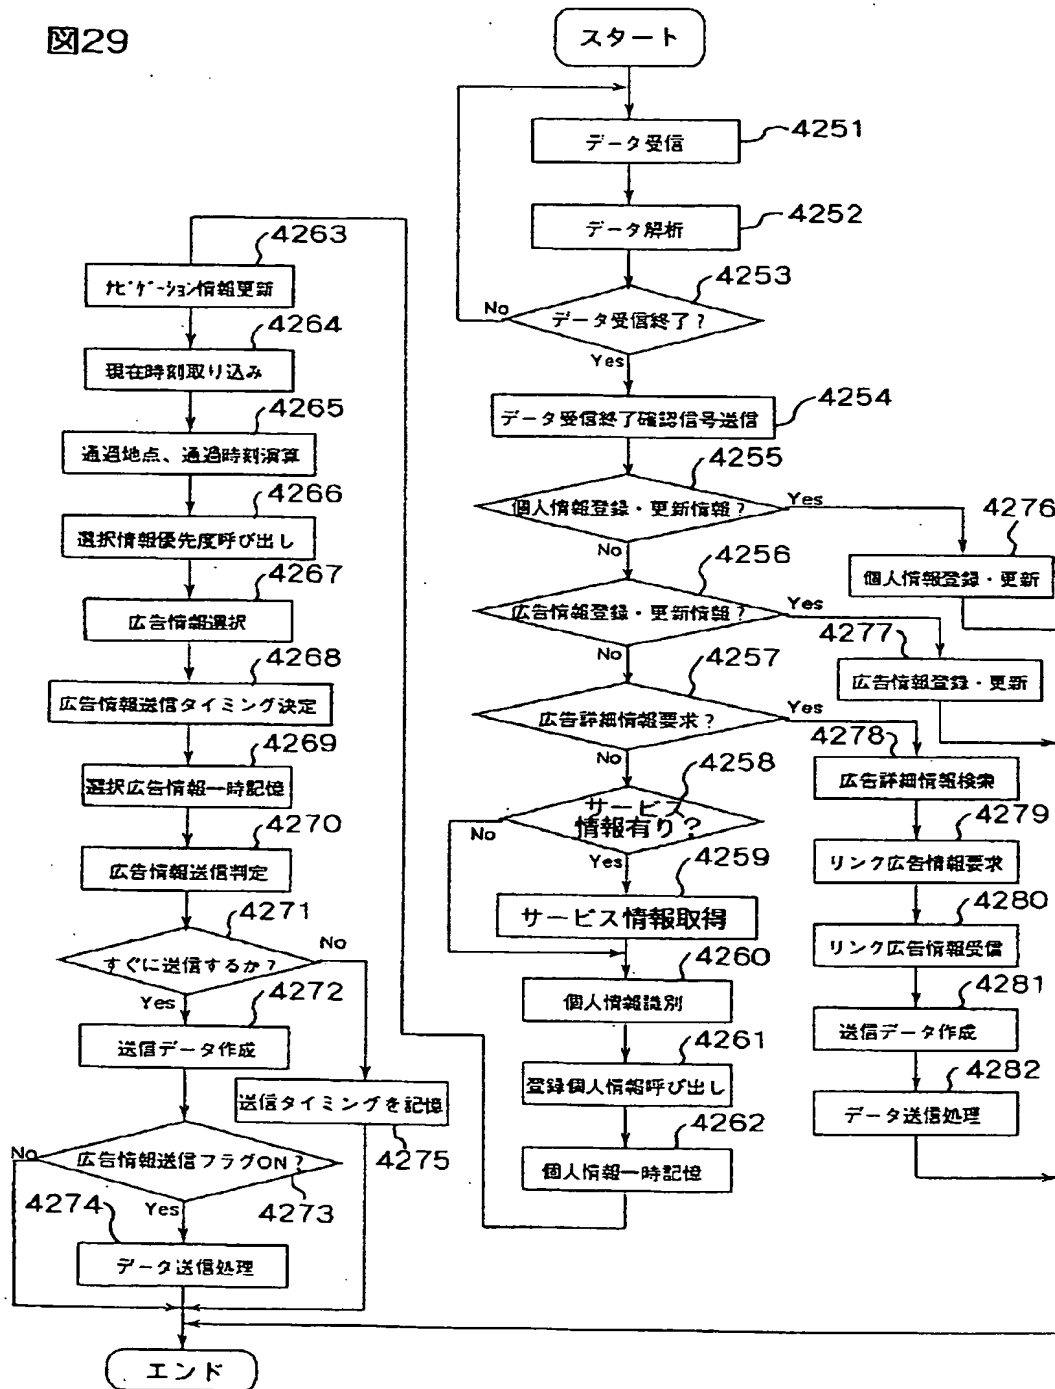 図29
スタート
4251
データ受信
4252
データ解析
4253
データ受信終了?
No
Yes
4254
データ受信終了確認信号送信
4255
個人情報登録・更新情報?
Yes
No
4276
個人情報登録・更新
4256
広告情報登録・更新情報?
Yes
No
4277
広告情報登録・更新
4257
広告詳細情報要求?
Yes
No
4278
広告詳細情報検索
4279
リンク広告情報要求
4280
リンク広告情報受信
4281
送信データ作成
4282
データ送信処理
4258
サービス
情報有り?
No
Yes
4259
サービス情報取得
4260
個人情報識別
4261
登録個人情報呼び出し
4262
個人情報一時記憶
4263
ナビゲーション情報更新
4264
現在時刻取り込み
4265
通過地点、通過時刻演算
4266
選択情報優先度呼び出し
4267
広告情報選択
4268
広告情報送信タイミング決定
4269
選択広告情報一時記憶
4270
広告情報送信判定
4271
すぐに送信するか?
No
Yes
4272
送信データ作成
送信タイミングを記憶
4275
広告情報送信フラグON?
No
4273
Yes
4274
データ送信処理
エンド